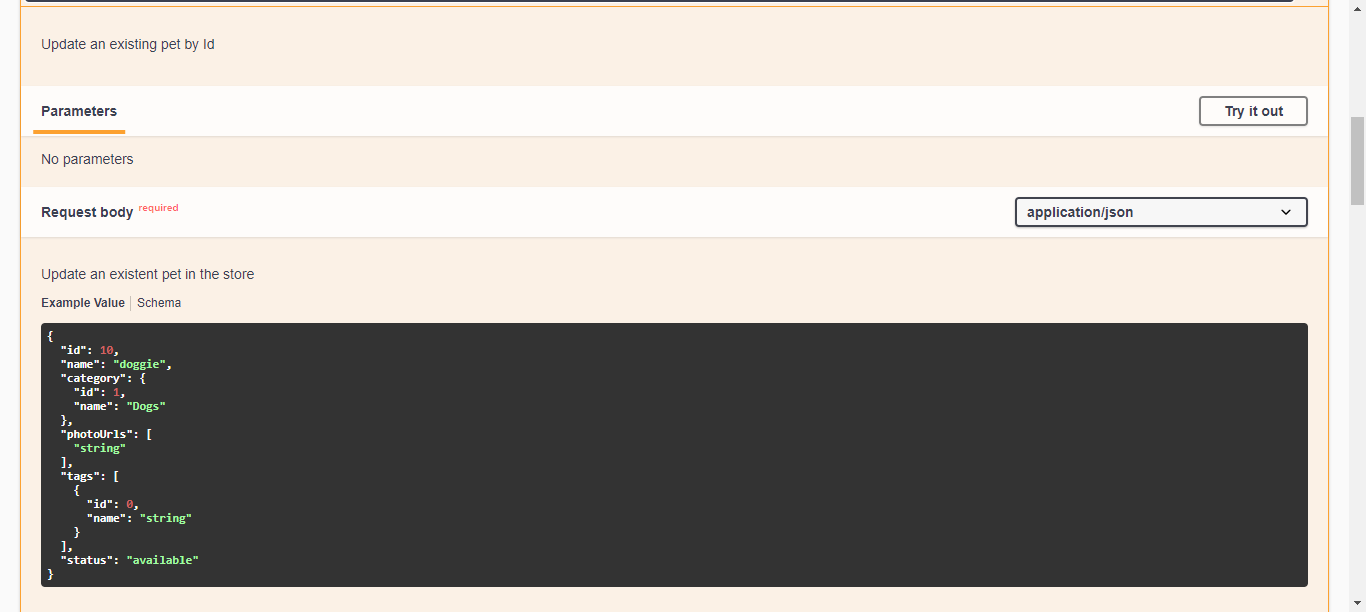 Update an existing pet by Id
Parameters
Try it out
No parameters
Request body required
application/json
Update an existent pet in the store
Example Value
Schema
{
  "id": 10,
  "name": "doggie",
  "category": {
    "id": 1,
    "name": "Dogs"
  },
  "photoUrls": [
    "string"
  ],
  "tags": [
    {
      "id": 0,
      "name": "string"
    }
  ],
  "status": "available"
}